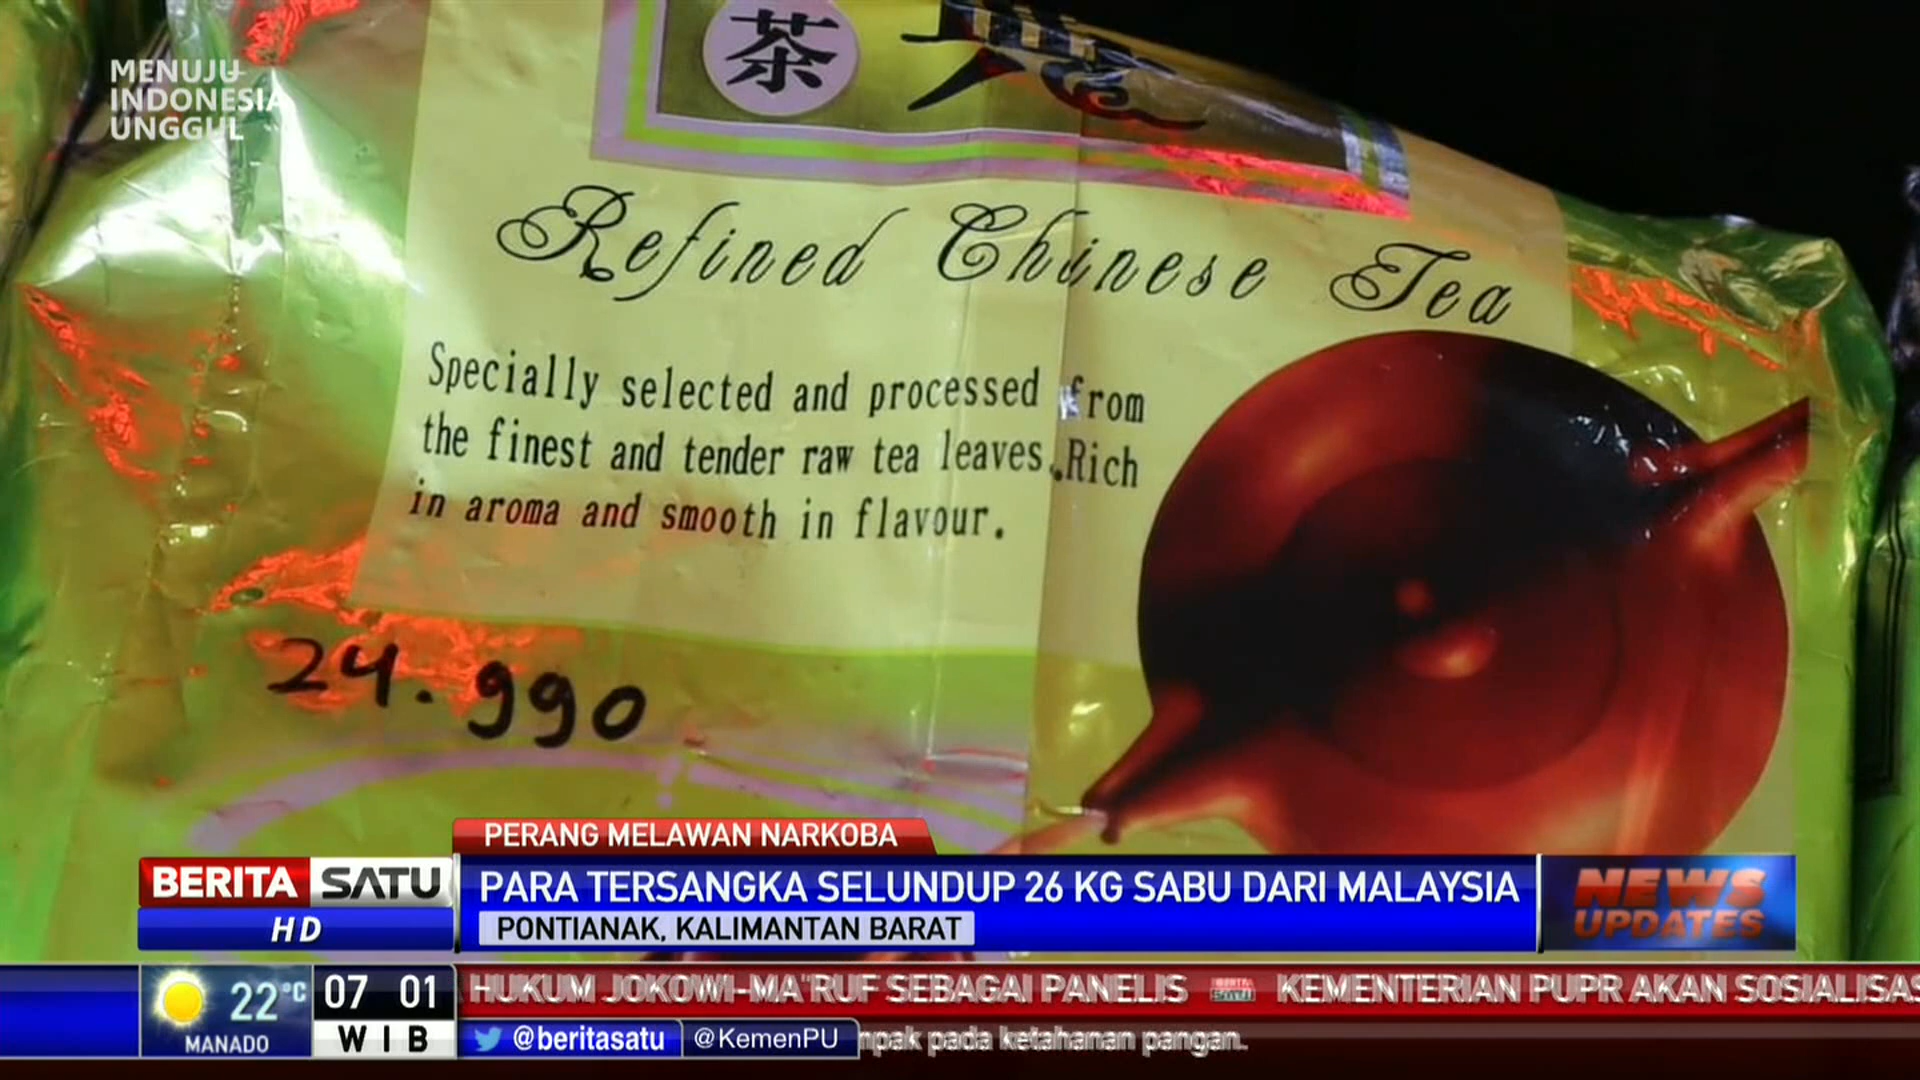 MENUJU
INDONESIA
UNGGUL
茶
Refined Chinese Tea
Specially selected and processed from
the finest and tender raw tea leaves.Rich
in aroma and smooth in flavour.
24.990
PERANG MELAWAN NARKOBA
BERITA SATU
HD
PARA TERSANGKA SELUNDUP 26 KG SABU DARI MALAYSIA
PONTIANAK, KALIMANTAN BARAT
NEWS
UPDATES
22°C
MANADO
07 01
WIB
HUKUM JOKOWI-MA'RUF SEBAGAI PANELIS
KEMENTERIAN PUPR AKAN
@beritasatu
@KemenPU
pada ketahanan pangan.